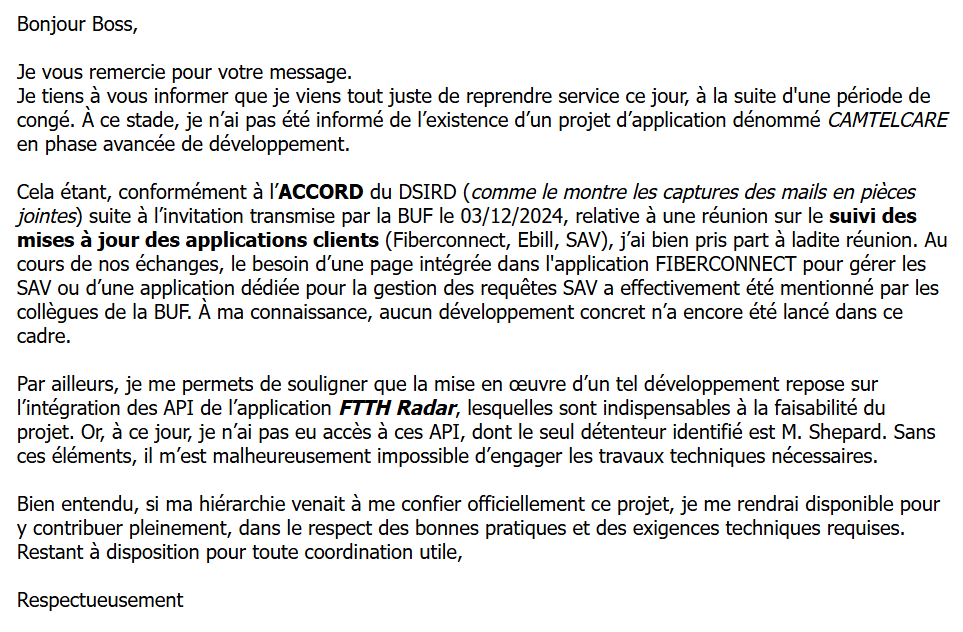 Bonjour Boss,
Je vous remercie pour votre message.
Je tiens à vous informer que je viens tout juste de reprendre service ce jour, à la suite d'une période de
congé. À ce stade, je n’ai pas été informé de l’existence d’un projet d’application dénommé CAMTELCARE
en phase avancée de développement.
Cela étant, conformément à l’ACCORD du DSIRD (comme le montre les captures des mails en pièces
jointes) suite à l’invitation transmise par la BUF le 03/12/2024, relative à une réunion sur le suivi des
mises à jour des applications clients (Fiberconnect, Ebill, SAV), j’ai bien pris part à ladite réunion. Au
cours de nos échanges, le besoin d’une page intégrée dans l'application FIBERCONNECT pour gérer les
SAV ou d’une application dédiée pour la gestion des requêtes SAV a effectivement été mentionné par les
collègues de la BUF. À ma connaissance, aucun développement concret n’a encore été lancé dans ce
cadre.
Par ailleurs, je me permets de souligner que la mise en œuvre d’un tel développement repose sur
l’intégration des API de l’application FTTH Radar, lesquelles sont indispensables à la faisabilité du
projet. Or, à ce jour, je n’ai pas eu accès à ces API, dont le seul détenteur identifié est M. Shepard. Sans
ces éléments, il m’est malheureusement impossible d’engager les travaux techniques nécessaires.
Bien entendu, si ma hiérarchie venait à me confier officiellement ce projet, je me rendrai disponible pour
y contribuer pleinement, dans le respect des bonnes pratiques et des exigences techniques requises.
Restant à disposition pour toute coordination utile,
Respectueusement